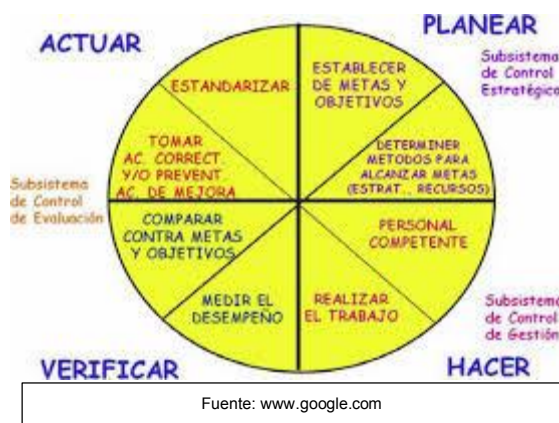 ACTUAR
PLANEAR
Subsistema
de Control
Estratégico
ESTANDARIZAR
ESTABLECER
DE METAS Y
OBJETIVOS
TOMAR
AC. CORRECT.
Y/O PREVENT.
AC. DE MEJORA
DETERMINER
METODOS PARA
ALCANZAR METAS
(ESTRAT., RECURSOS)
Subsistema
de Control
de Evaluación
COMPARAR
CONTRA METAS
Y OBJETIVOS
PERSONAL
COMPETENTE
MEDIR EL
DESEMPEÑO
REALIZAR
EL TRABAJO
Subsistema
de Control
de Gestión
VERIFICAR
HACER
Fuente: www.google.com